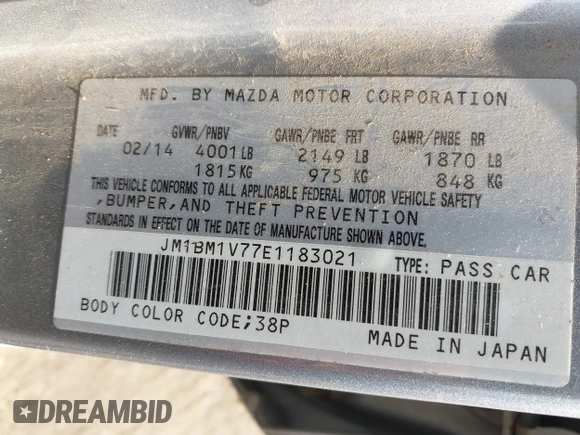 MFD. BY MAZDA MOTOR CORPORATION
DATE GVWR/PNBV GAWR/PNBE FRT GAWR/PNBE RR
02/14 4001 LB 2149 LB 1870 LB
1815 KG 975 KG 848 KG
THIS VEHICLE CONFORMS TO ALL APPLICABLE FEDERAL MOTOR VEHICLE SAFETY
,BUMPER,AND THEFT PREVENTION
STANDARDS IN EFFECT ON THE DATE OF MANUFACTURE SHOWN ABOVE.
JM1BM1V77E1183021 TYPE: PASS CAR
BODY COLOR CODE;38P
MADE IN JAPAN
DREAMBID